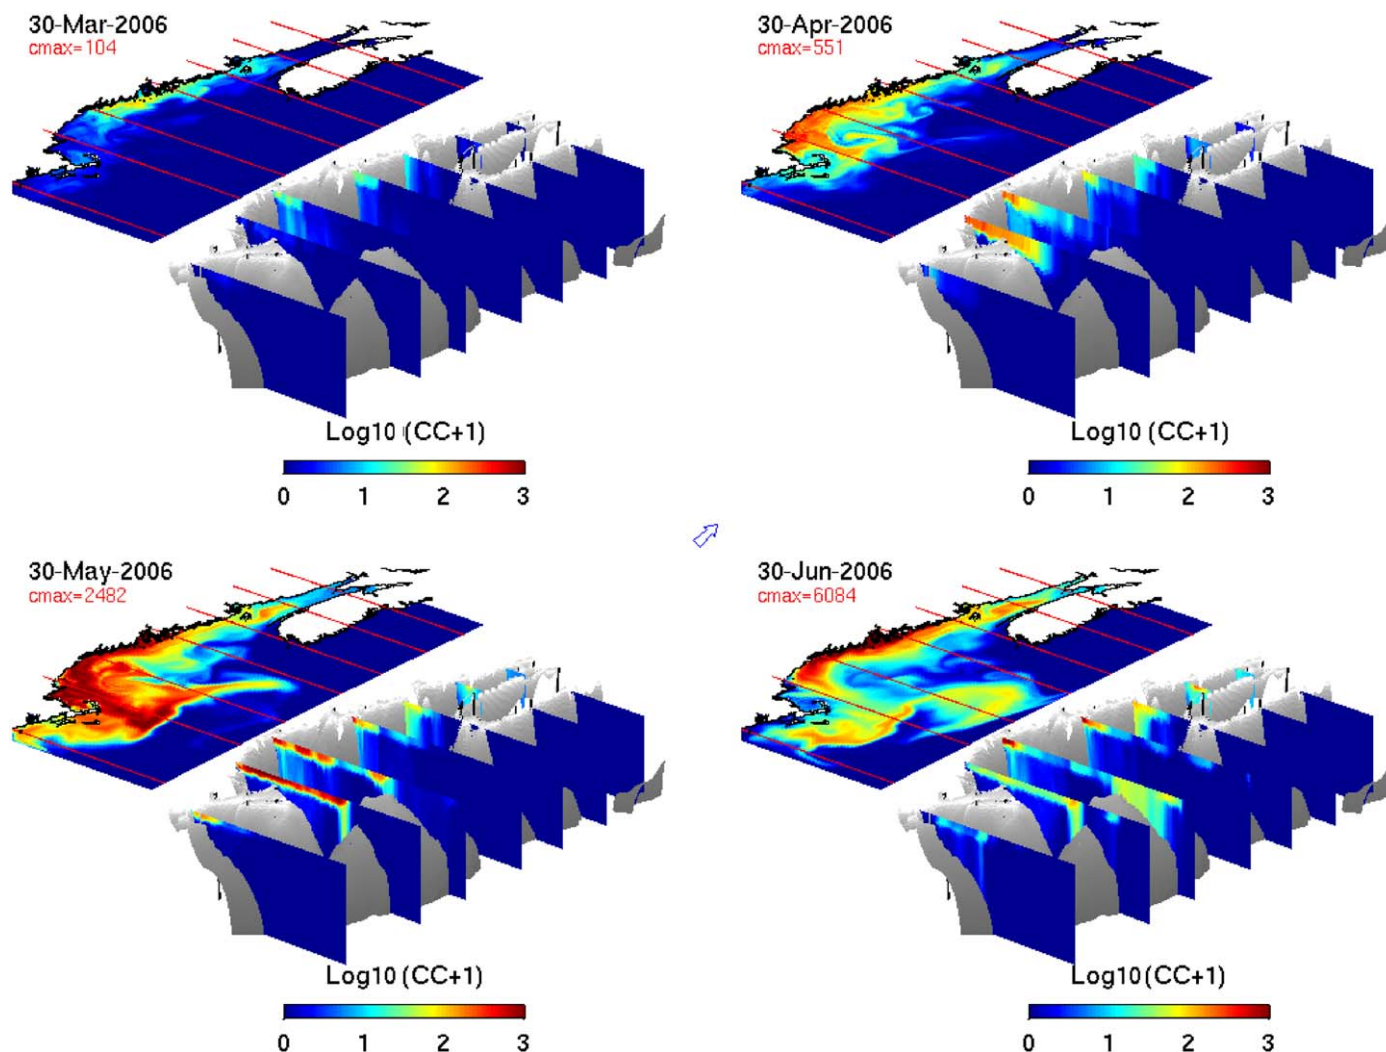 30-Mar-2006
cmax=104
30-Apr-2006
cmax=551
Log10 (CC+1)
0 1 2 3
Log10 (CC+1)
0 1 2 3
30-May-2006
cmax=2482
30-Jun-2006
cmax=6084
Log10 (CC+1)
0 1 2 3
Log10 (CC+1)
0 1 2 3